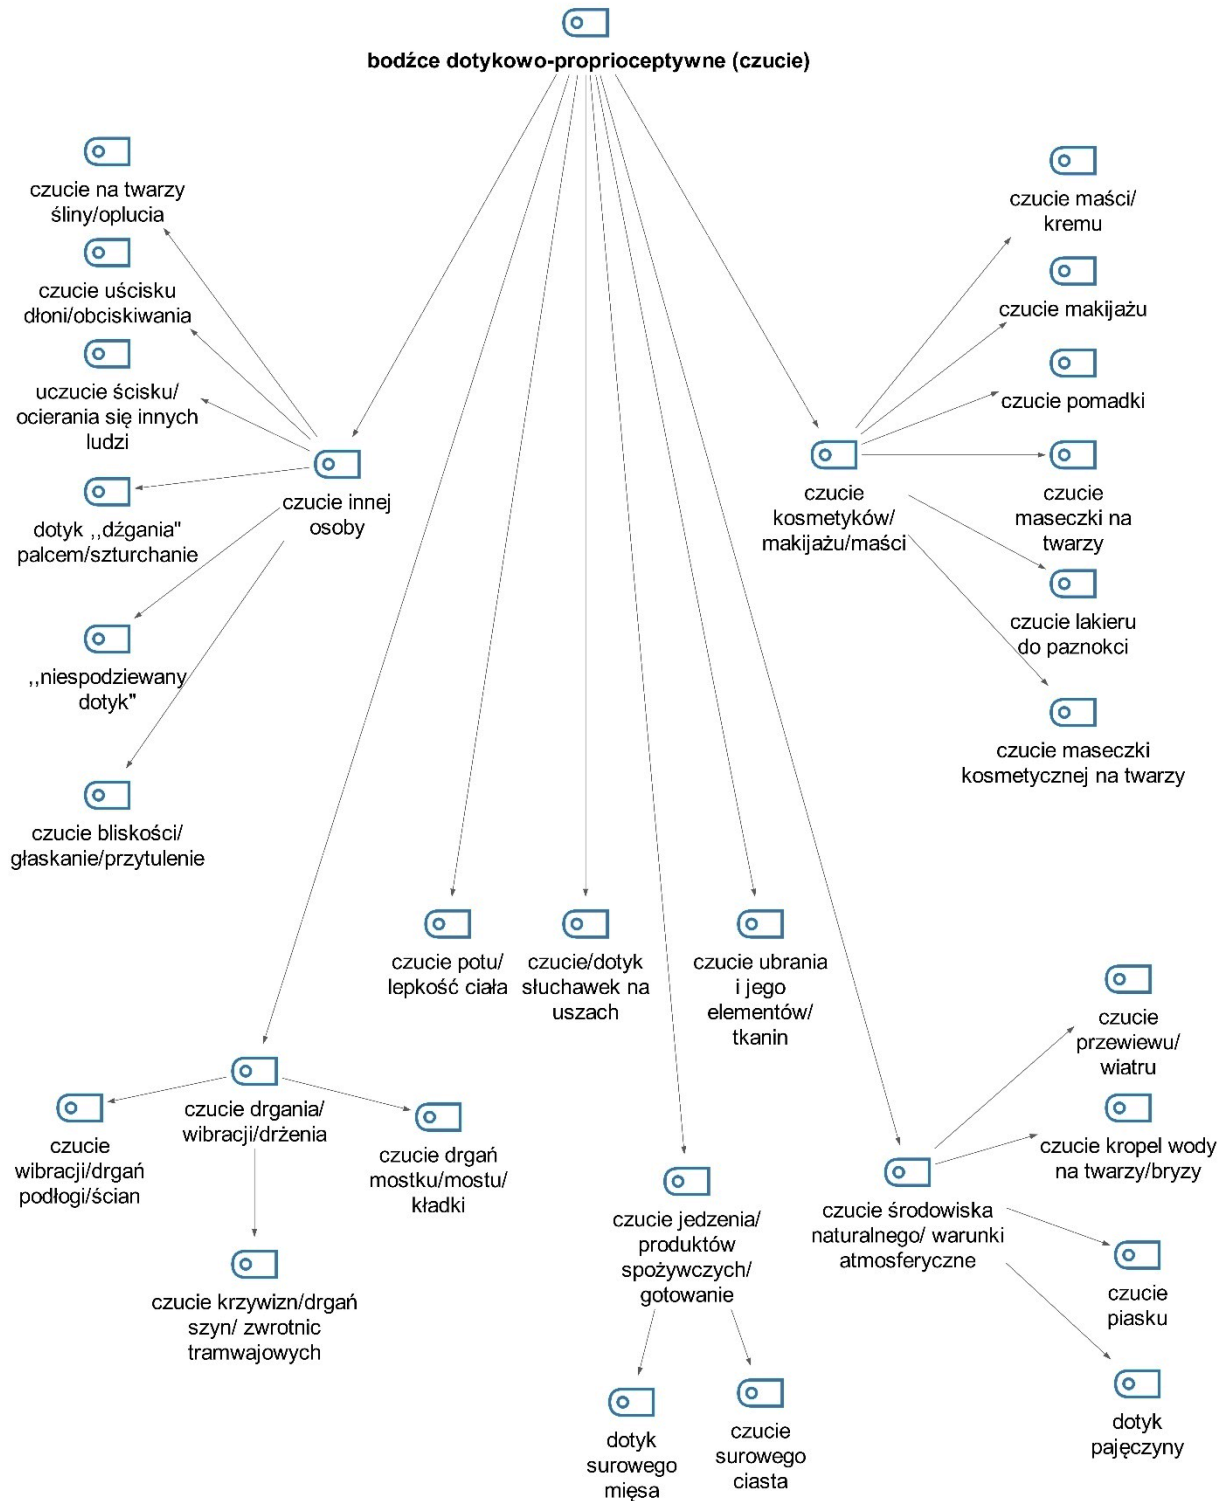 bodźce dotykowo-proprioceptywne (czucie)
czucie na twarzy
śliny/oplucia
czucie uścisku
dłoni/obciskiwania
uczucie ścisku/
ocierania się innych
ludzi
dotyk ,,dźgania"
palcem/szturchanie
,,niespodziewany
dotyk"
czucie bliskości/
głaskanie/przytulenie
czucie innej
osoby
czucie maści/
kremu
czucie makijażu
czucie pomadki
czucie
maseczki na
twarzy
czucie lakieru
do paznokci
czucie maseczki
kosmetycznej na twarzy
czucie
kosmetyków/
makijażu/maści
czucie potu/
lepkość ciała
czucie/dotyk
słuchawek na
uszach
czucie ubrania
i jego
elementów/
tkanin
czucie drgania/
wibracji/drżenia
czucie
wibracji/drgań
podłogi/ścian
czucie drgań
mostku/mostu/
kładki
czucie krzywizn/drgań
szyn/ zwrotnic
tramwajowych
czucie jedzenia/
produktów
spożywczych/
gotowanie
dotyk
surowego
mięsa
czucie
surowego
ciasta
czucie środowiska
naturalnego/ warunki
atmosferyczne
czucie
przewiewu/
wiatru
czucie kropel wody
na twarzy/bryzy
czucie
piasku
dotyk
pajęczyny